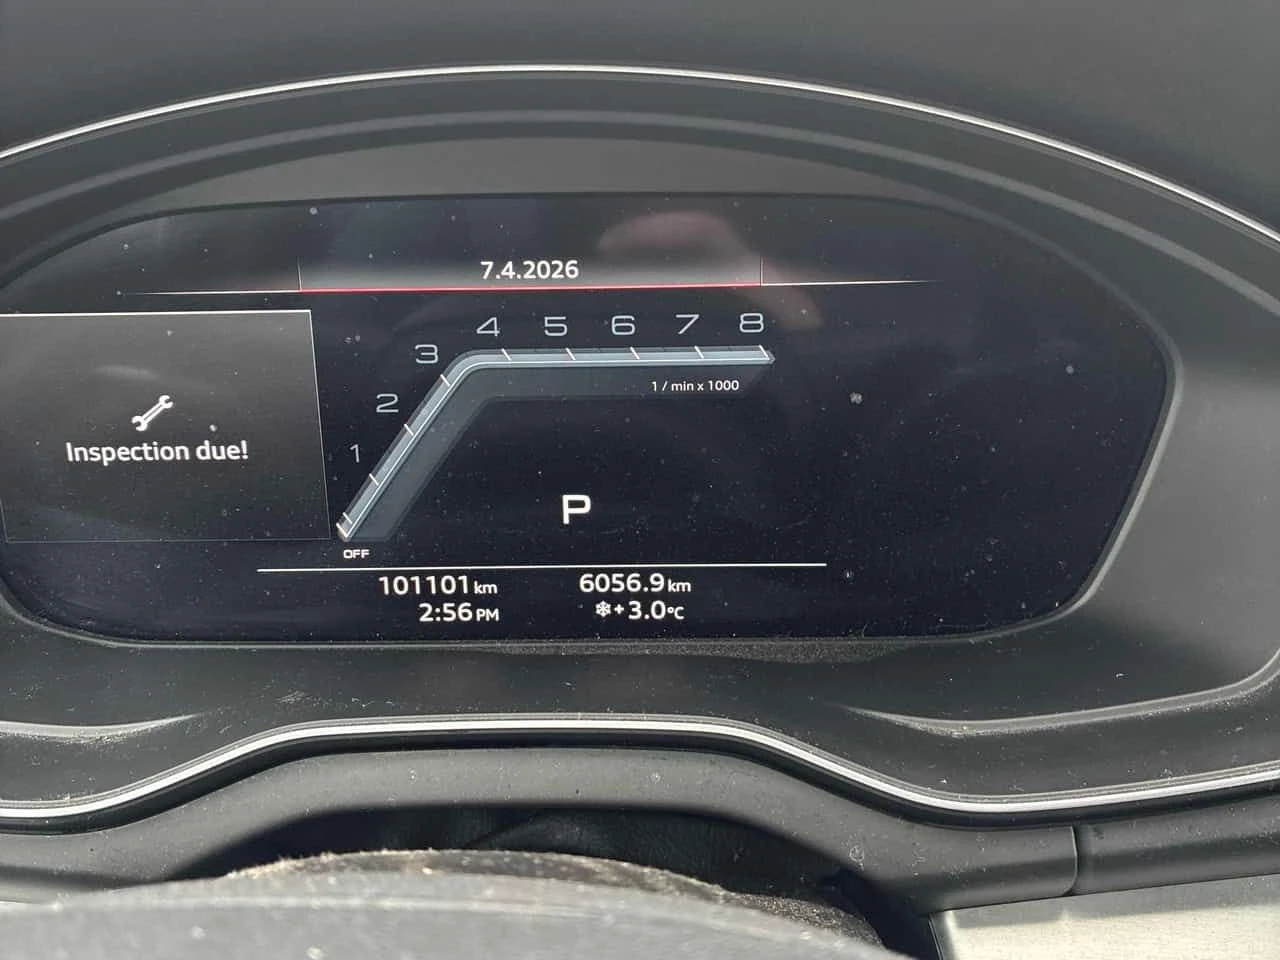 7.4.2026
4 5 6 7 8
3
2
1
1 / min x 1000
Inspection due!
P
OFF
101101 km 6056.9 km
2:56 PM + 3.0 °C